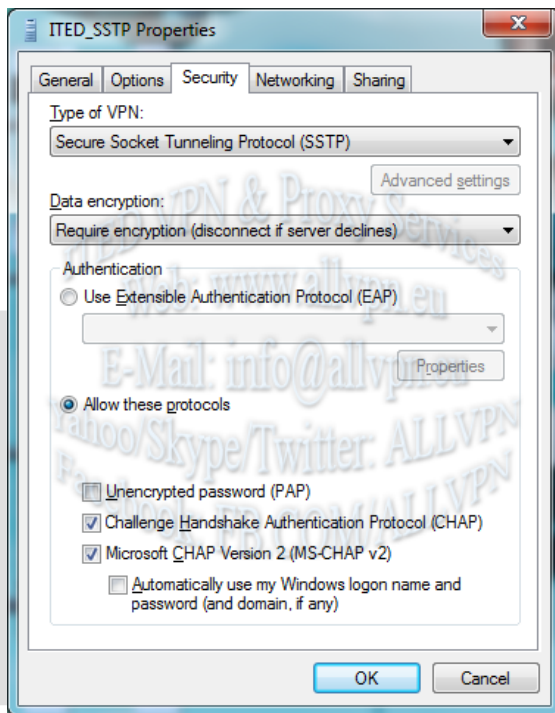 ITED_SSTP Properties
General Options Security Networking Sharing
Type of VPN:
Secure Socket Tunneling Protocol (SSTP)
Advanced settings
Data encryption:
Require encryption (disconnect if server declines)
Authentication
Use Extensible Authentication Protocol (EAP)
Properties
Allow these protocols
Unencrypted password (PAP)
Challenge Handshake Authentication Protocol (CHAP)
Microsoft CHAP Version 2 (MS-CHAP v2)
Automatically use my Windows logon name and
password (and domain, if any)
OK Cancel
ITED VPN & Proxy Services
Web: www.allvpn.eu
E-Mail: info@allvpn.eu
Yahoo/Skype/Twitter: ALLVPN
Facebook: FB.COM/ALLVPN